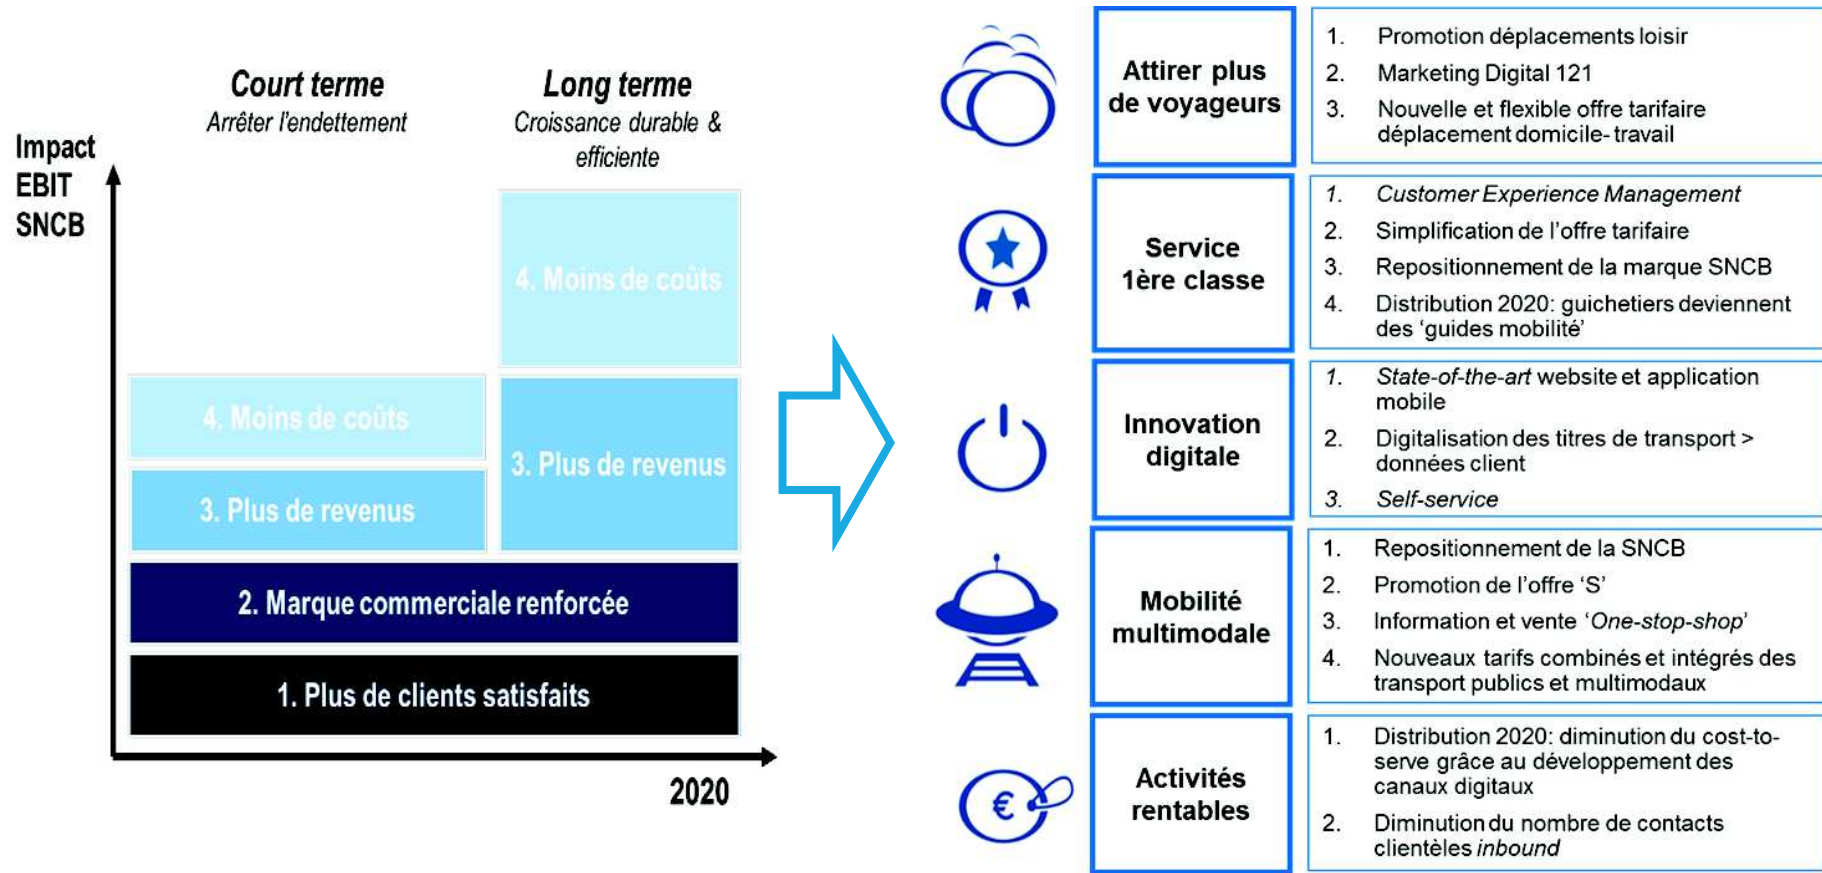 Court terme
Arrêter l'endettement
Long terme
Croissance durable &
efficiente
Impact
EBIT
SNCB
4. Moins de coûts
4. Moins de coûts
3. Plus de revenus
3. Plus de revenus
2. Marque commerciale renforcée
1. Plus de clients satisfaits
2020
Attirer plus
de voyageurs
1. Promotion déplacements loisir
2. Marketing Digital 121
3. Nouvelle et flexible offre tarifaire
déplacement domicile- travail
Service
1ère classe
1. Customer Experience Management
2. Simplification de l'offre tarifaire
3. Repositionnement de la marque SNCB
4. Distribution 2020: guichetiers deviennent
des ‘guides mobilité’
Innovation
digitale
1. State-of-the-art website et application
mobile
2. Digitalisation des titres de transport >
données client
3. Self-service
Mobilité
multimodale
1. Repositionnement de la SNCB
2. Promotion de l'offre ‘S’
3. Information et vente ‘One-stop-shop’
4. Nouveaux tarifs combinés et intégrés des
transport publics et multimodaux
€
Activités
rentables
1. Distribution 2020: diminution du cost-to-
serve grâce au développement des
canaux digitaux
2. Diminution du nombre de contacts
clientèles inbound